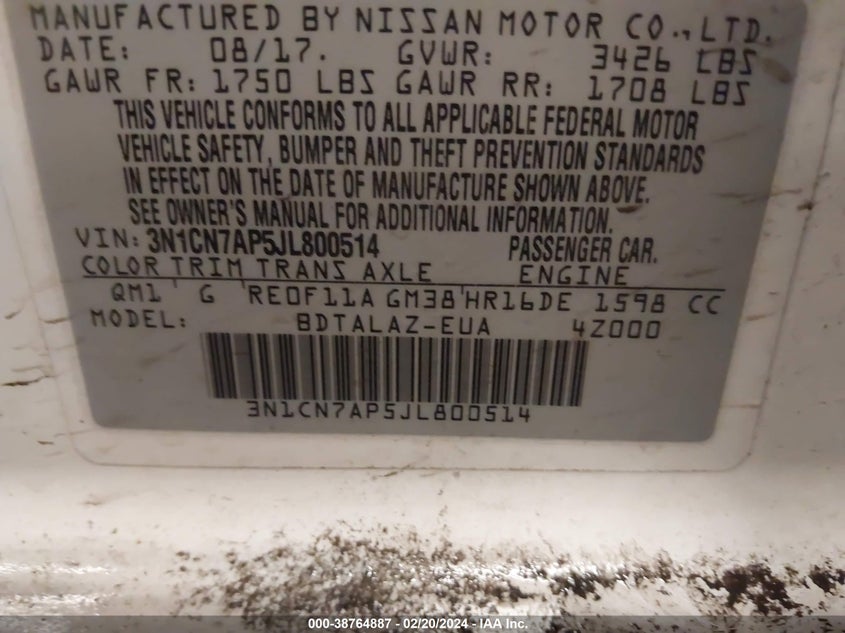 MANUFACTURED BY NISSAN MOTOR CO., LTD.
DATE: 08/17. GVWR: 3426 LBS
GAWR FR: 1750 LBS GAWR RR: 1708 LBS
THIS VEHICLE CONFORMS TO ALL APPLICABLE FEDERAL MOTOR
VEHICLE SAFETY, BUMPER AND THEFT PREVENTION STANDARDS
IN EFFECT ON THE DATE OF MANUFACTURE SHOWN ABOVE.
SEE OWNER'S MANUAL FOR ADDITIONAL INFORMATION.
VIN: 3N1CN7AP5JL800514 PASSENGER CAR.
COLOR TRIM TRANS AXLE ENGINE
QM1 G RE0F11A GM38 HR16DE 1598 CC
MODEL: BDTALAZ-EUA 4Z000
3N1CN7AP5JL800514
000-38764887 - 02/20/2024 - IAA Inc.